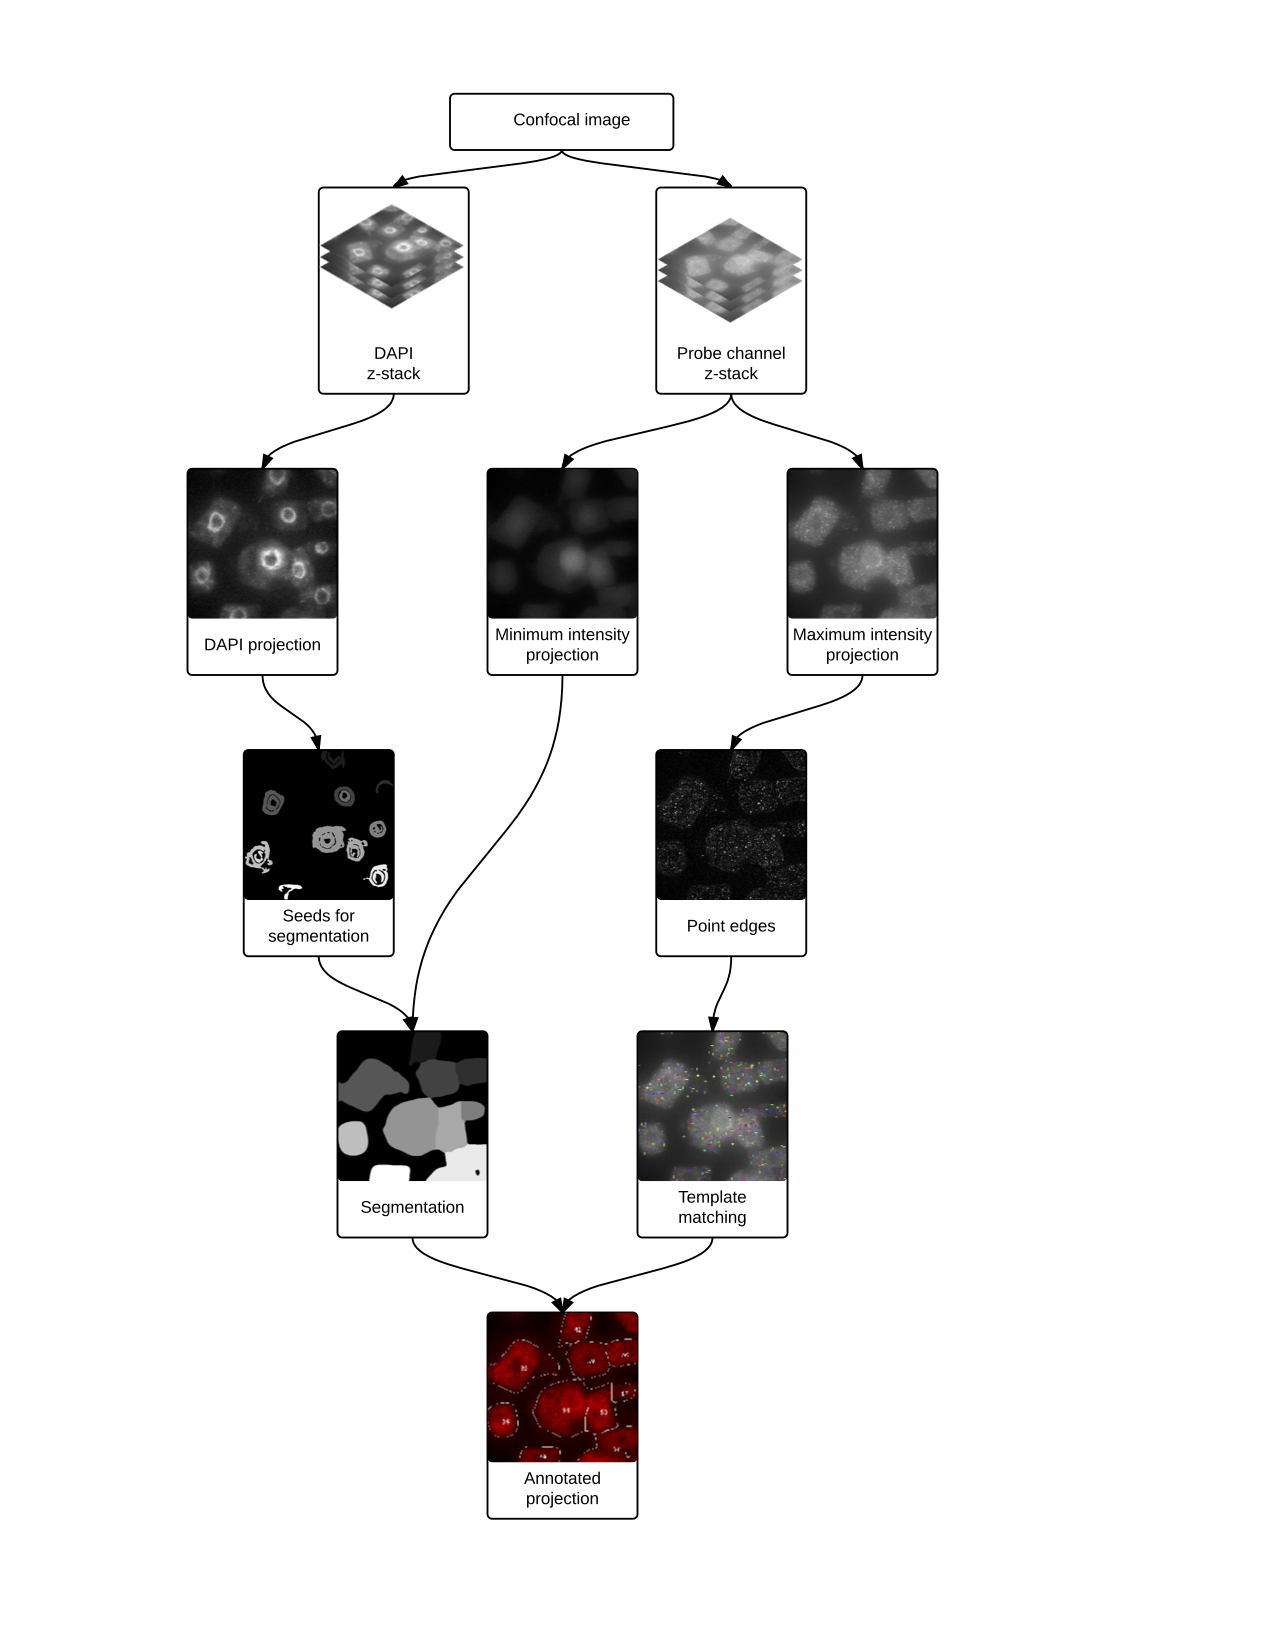 Confocal image
DAPI
z-stack
Probe channel
z-stack
DAPI projection
Minimum intensity
projection
Maximum intensity
projection
Seeds for
segmentation
Point edges
Segmentation
Template
matching
Annotated
projection